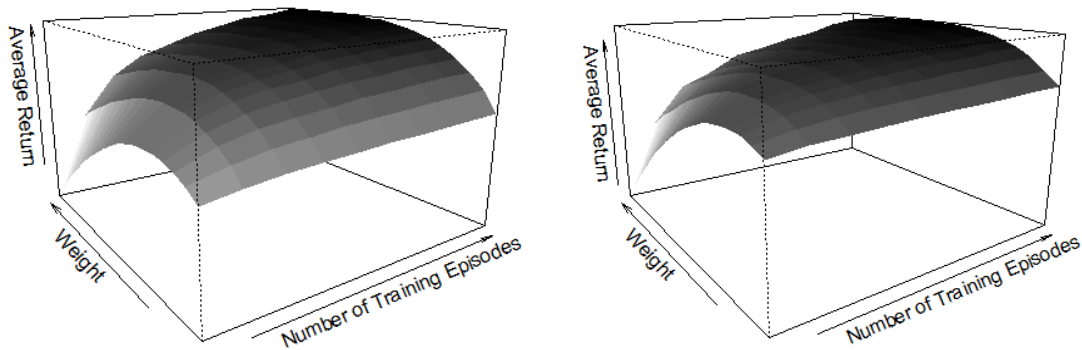 Average Return
Weight
Number of Training Episodes
Average Return
Weight
Number of Training Episodes